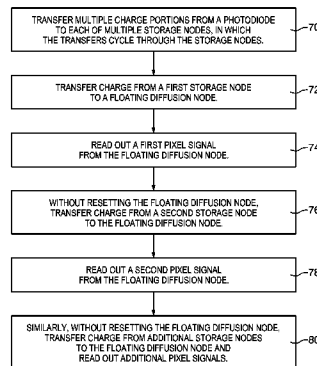 TRANSFER MULTIPLE CHARGE PORTIONS FROM A PHOTODIODE
TO EACH OF MULTIPLE STORAGE NODES, IN WHICH
THE TRANSFERS CYCLE THROUGH THE STORAGE NODES.
70
TRANSFER CHARGE FROM A FIRST STORAGE NODE
TO A FLOATING DIFFUSION NODE.
72
READ OUT A FIRST PIXEL SIGNAL
FROM THE FLOATING DIFFUSION NODE.
74
WITHOUT RESETTING THE FLOATING DIFFUSION NODE,
TRANSFER CHARGE FROM A SECOND STORAGE NODE
TO THE FLOATING DIFFUSION NODE.
76
READ OUT A SECOND PIXEL SIGNAL
FROM THE FLOATING DIFFUSION NODE.
78
SIMILARLY, WITHOUT RESETTING THE FLOATING DIFFUSION NODE,
TRANSFER CHARGE FROM ADDITIONAL STORAGE NODES
TO THE FLOATING DIFFUSION NODE AND
READ OUT ADDITIONAL PIXEL SIGNALS.
80